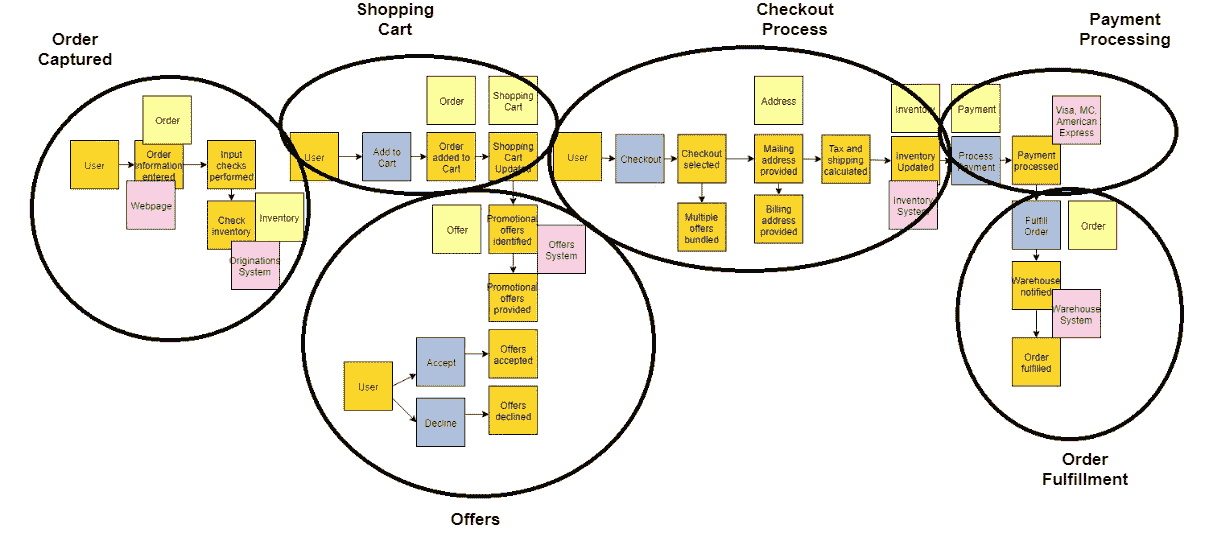 Order
Captured
Order
User
Order
information
entered
Input
checks
performed
Webpage
Check
inventory
Inventory
Originations
System
Shopping
Cart
Order
Shopping
Cart
User
Add to
Cart
Order
added to
Cart
Shopping
Cart
Updated
Offer
Promotional
offers
identified
Offers
System
Promotional
offers
provided
User
Accept
Offers
accepted
Decline
Offers
declined
Offers
Checkout
Process
Address
Inventory
User
Checkout
Checkout
selected
Mailing
address
provided
Tax and
shipping
calculated
Inventory
Updated
Multiple
offers
bundled
Billing
address
provided
Inventory
System
Payment
Processing
Payment
Visa, MC,
American
Express
Process
Payment
Payment
processed
Fulfill
Order
Order
Warehouse
notified
Warehouse
System
Order
fulfilled
Order
Fulfillment